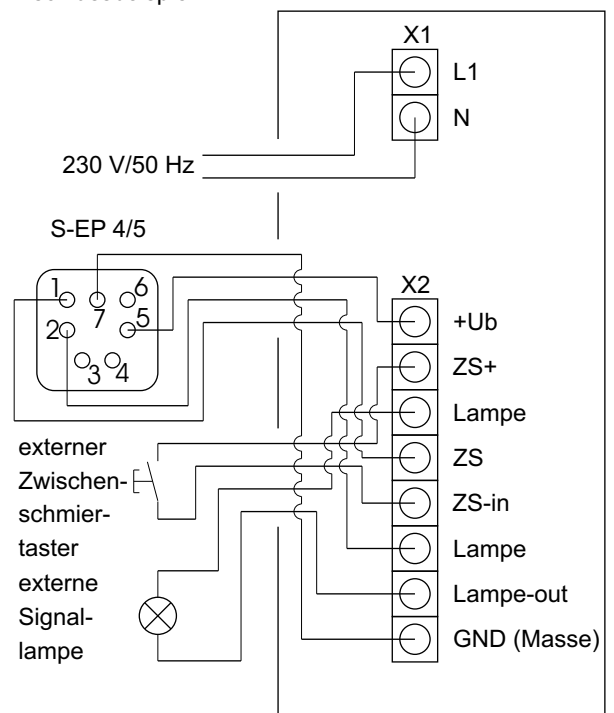 X1
L1
N
230 V/50 Hz
S-EP 4/5
1
7
6
2
5
3
4
X2
+Ub
ZS+
Lampe
ZS
ZS-in
Lampe
Lampe-out
GND (Masse)
externer
Zwischen-
schmier-
taster
externe
Signal-
lampe